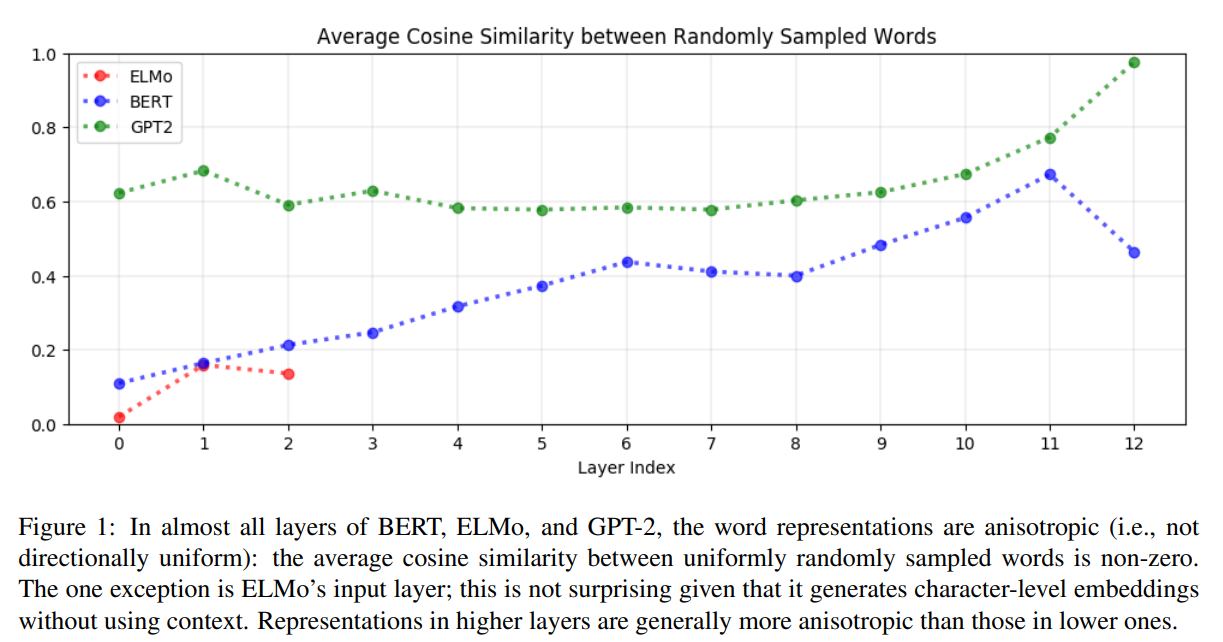 Average Cosine Similarity between Randomly Sampled Words
1.0
0.8
0.6
0.4
0.2
0.0
ELMo
BERT
GPT2
0 1 2 3 4 5 6 7 8 9 10 11 12
Layer Index
Figure 1: In almost all layers of BERT, ELMo, and GPT-2, the word representations are anisotropic (i.e., not
directionally uniform): the average cosine similarity between uniformly randomly sampled words is non-zero.
The one exception is ELMo's input layer; this is not surprising given that it generates character-level embeddings
without using context. Representations in higher layers are generally more anisotropic than those in lower ones.